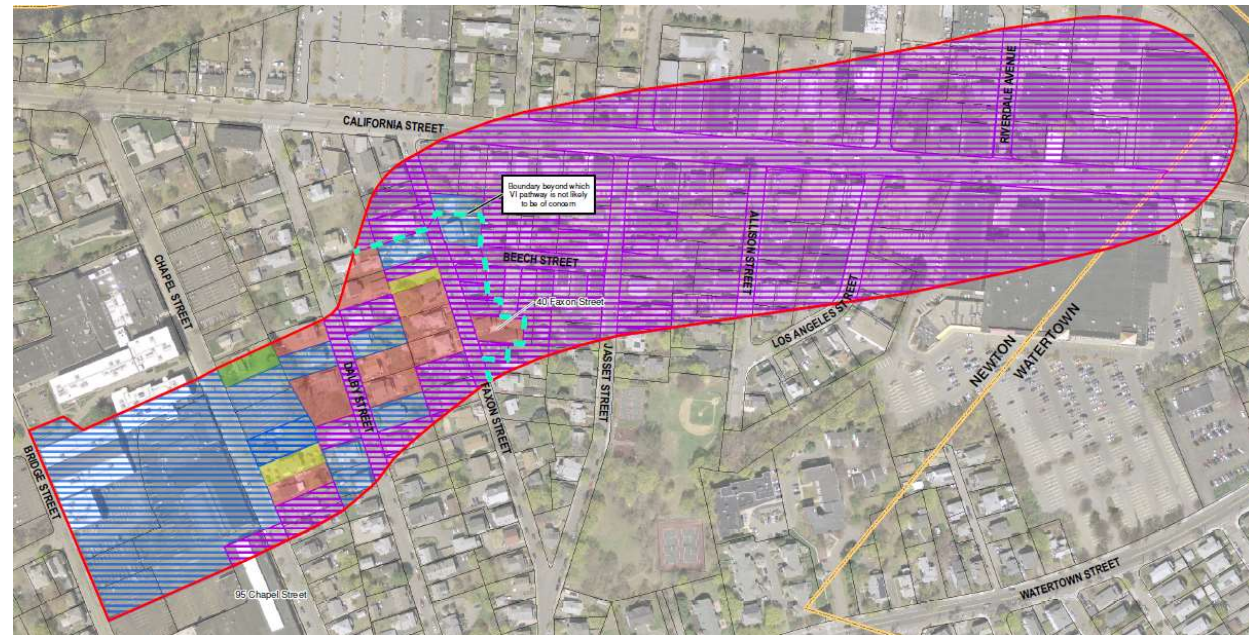 RIVERDALE AVENUE
CALIFORNIA STREET
Boundary beyond which
VI pathway is not likely
to be of concern
ALLISON STREET
BEECH STREET
CHAPEL STREET
40 Faxon Street
LOS ANGELES STREET
JASSET STREET
NEWTON
WATERTOWN
DALBY STREET
FAXON STREET
BRIDGE STREET
95 Chapel Street
WATERTOWN STREET